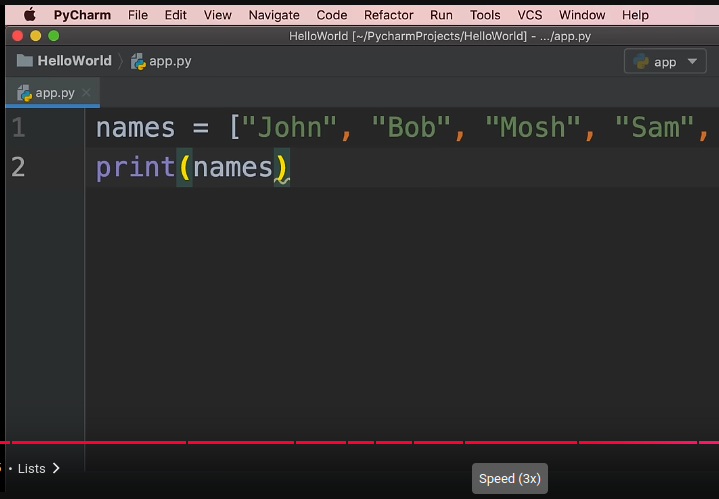 PyCharm File Edit View Navigate Code Refactor Run Tools VCS Window Help
HelloWorld [~/PycharmProjects/HelloWorld] - .../app.py
HelloWorld app.py app
app.py
1 names = ["John", "Bob", "Mosh", "Sam",
2 print(names)
• Lists
Speed (3x)